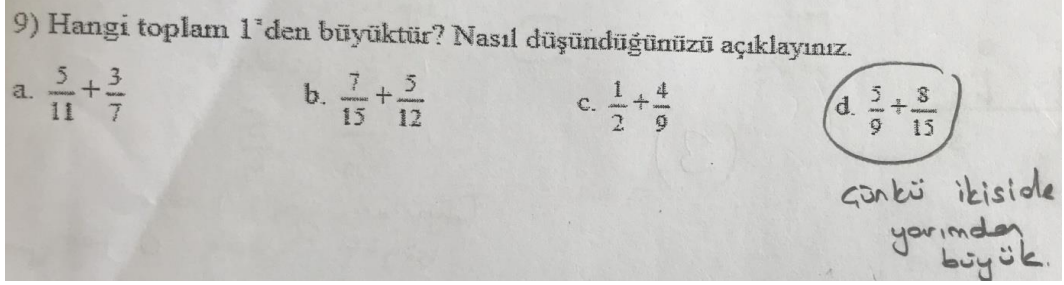 9) Hangi toplam 1'den büyüktür? Nasıl düşündüğünüzü açıklayınız.
a. 5/11 + 3/7 b. 7/15 + 5/12 c. 1/2 + 4/9 d. 5/9 + 8/15
Çünkü ikiside
yarımdan
büyük.